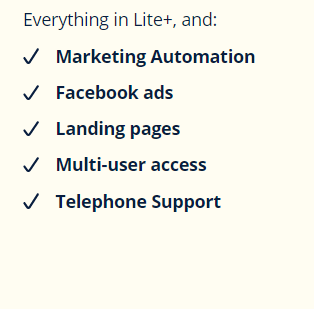 Everything in Lite+, and:
Marketing Automation
Facebook ads
Landing pages
Multi-user access
Telephone Support